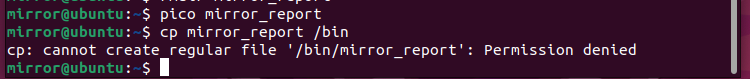 mirror@ubuntu:~$ pico mirror_report
mirror@ubuntu:~$ cp mirror_report /bin
cp: cannot create regular file '/bin/mirror_report': Permission denied
mirror@ubuntu:~$